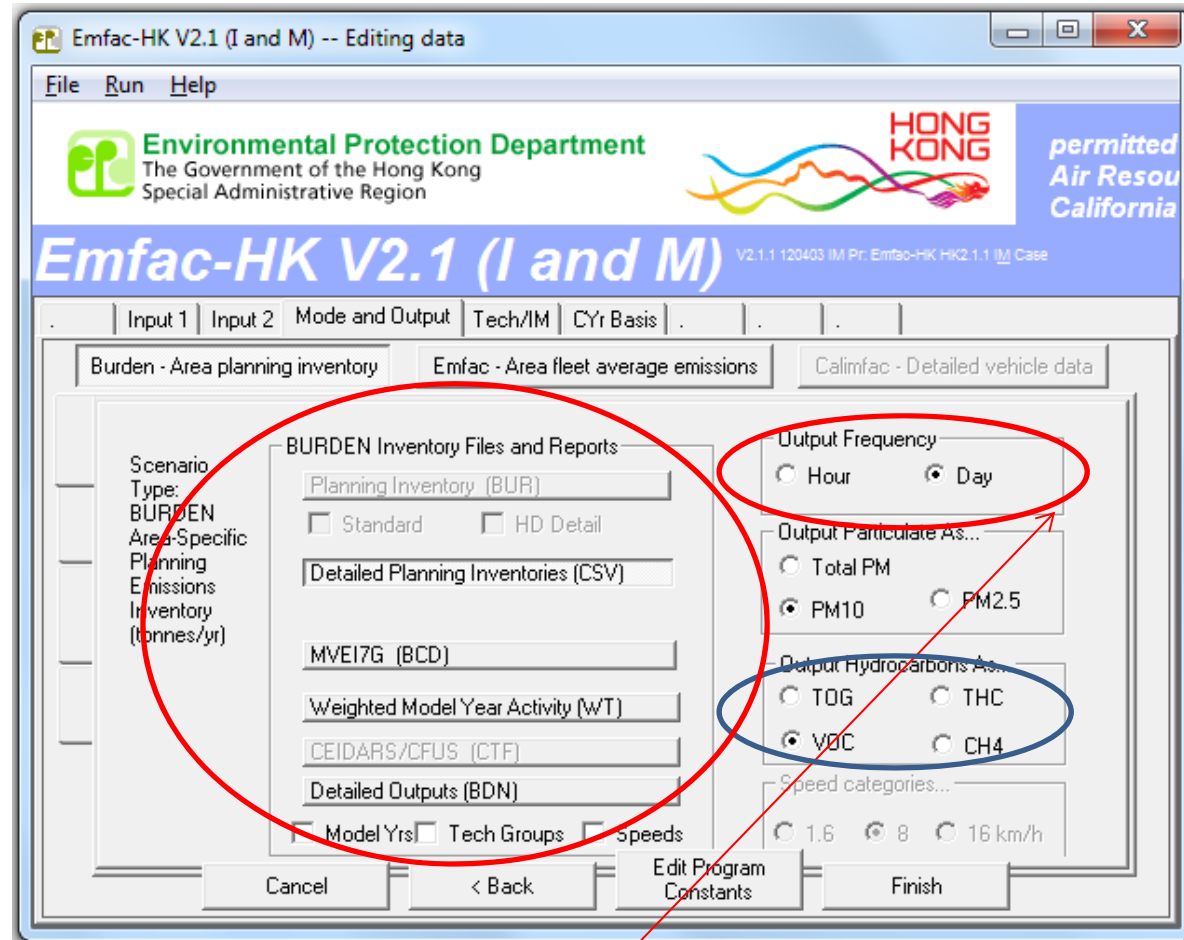 Emfac-HK V2.1 (I and M) -- Editing data
File Run Help
Environmental Protection Department
The Government of the Hong Kong
Special Administrative Region
HONG
KONG
permitted
Air Resou
California
Emfac-HK V2.1 (I and M)
V2.1.1 120403 IM Pr: Emfac-HK HK2.1.1 IM Case
. Input 1 Input 2 Mode and Output Tech/IM CYr Basis . . .
Burden - Area planning inventory Emfac - Area fleet average emissions Calimfac - Detailed vehicle data
Scenario
Type:
BURDEN
Area-Specific
Planning
Emissions
Inventory
(tonnes/yr)
BURDEN Inventory Files and Reports
Planning Inventory (BUR)
Standard HD Detail
Detailed Planning Inventories (CSV)
MVEI7G (BCD)
Weighted Model Year Activity (WT)
CEIDARS/CFUS (CTF)
Detailed Outputs (BDN)
Model Yrs Tech Groups Speeds
Output Frequency
Hour Day
Output Particulate As...
Total PM
PM10 PM2.5
Output Hydrocarbons As...
TOG THC
VOC CH4
Speed categories...
1.6 8 16 km/h
Cancel < Back Edit Program
Constants Finish